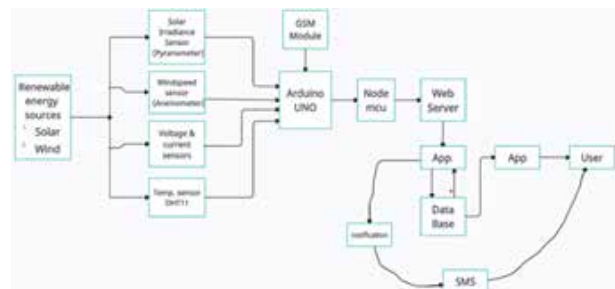 Solar
Irradiance
Sensor
(Pyranometer)
GSM
Module
Renewable
energy
sources
Solar
Wind
Windspeed
sensor
(Anemometer)
Arduino
UNO
Node
mcu
Web
Server
Voltage &
current
sensors
App.
App
User
Temp. sensor
DHT11
Data
Base
notification
SMS